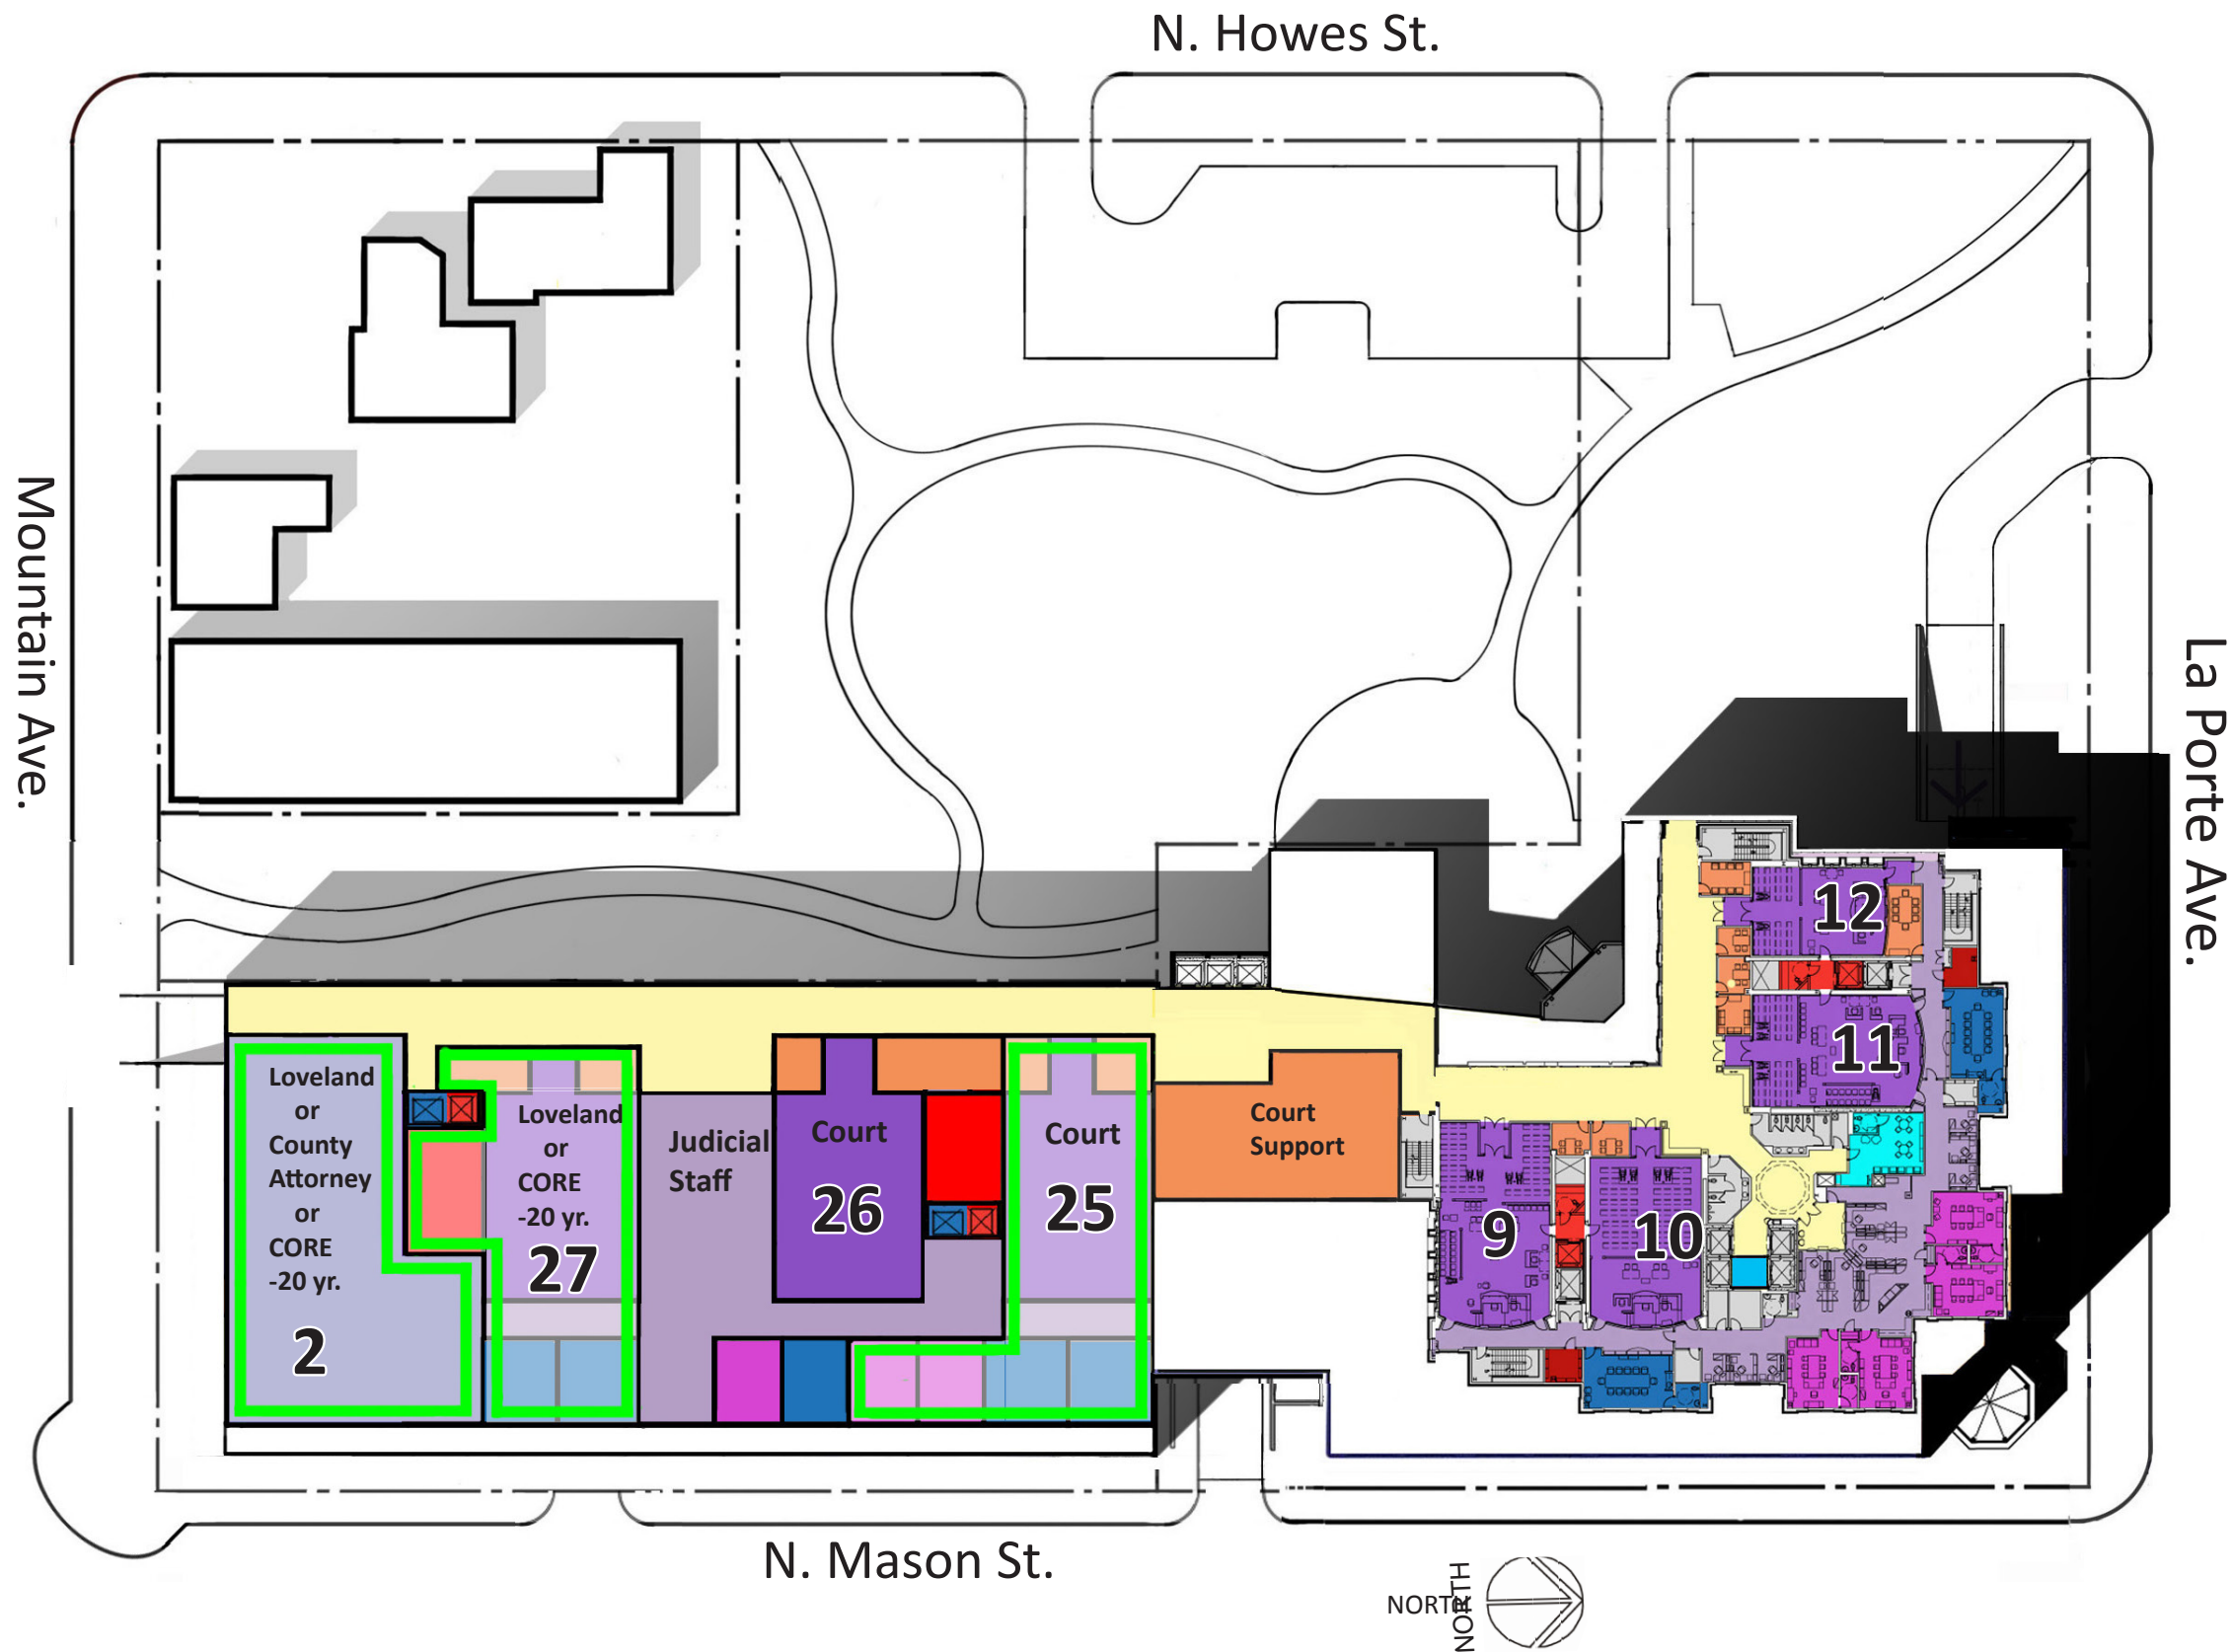 N. Howes St.
Mountain Ave.
La Porte Ave.
12
11
Loveland
or
County
Attorney
or
CORE
-20 yr.
2
Loveland
or
CORE
-20 yr.
27
Judicial
Staff
Court
26
Court
25
Court
Support
9
10
N. Mason St.
NORTH
NORTH